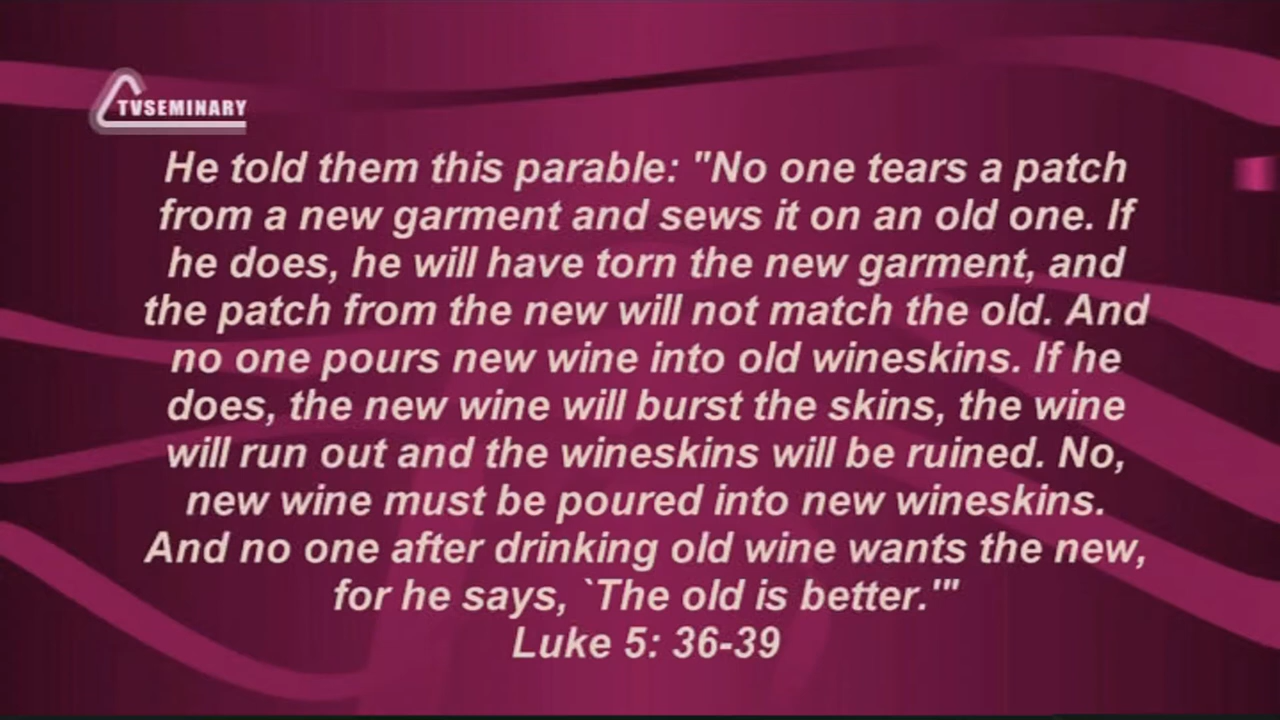 TVSEMINARY
He told them this parable: "No one tears a patch
from a new garment and sews it on an old one. If
he does, he will have torn the new garment, and
the patch from the new will not match the old. And
no one pours new wine into old wineskins. If he
does, the new wine will burst the skins, the wine
will run out and the wineskins will be ruined. No,
new wine must be poured into new wineskins.
And no one after drinking old wine wants the new,
for he says, `The old is better.'"
Luke 5: 36-39